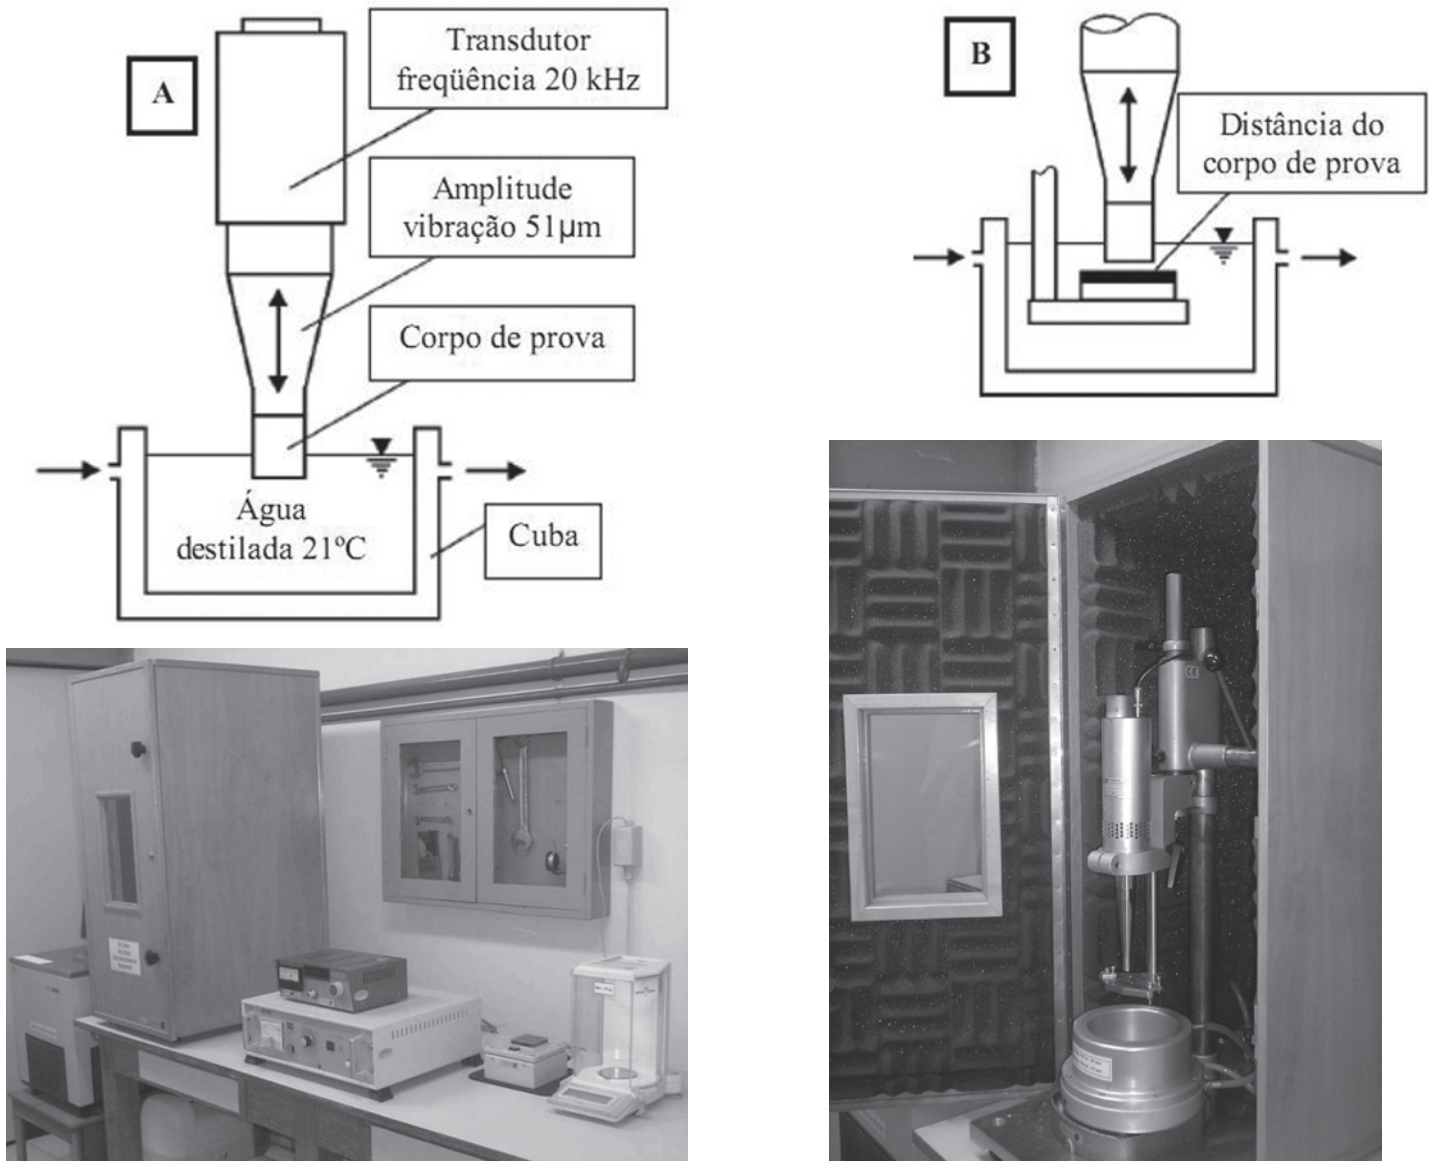 A
Transdutor
freqüência 20 kHz
Amplitude
vibração 51μm
Corpo de prova
Água
destilada 21ºC
Cuba
B
Distância do
corpo de prova
CE